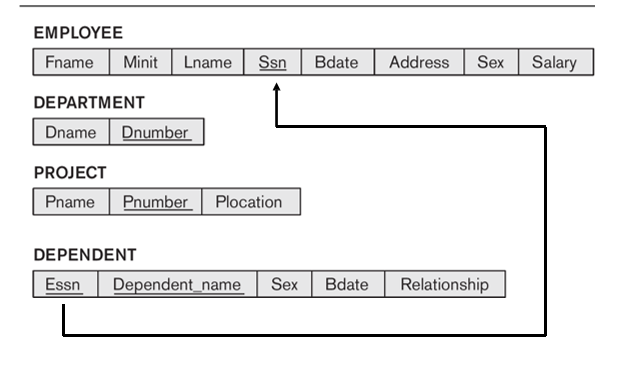 EMPLOYEE
Fname Minit Lname Ssn Bdate Address Sex Salary
DEPARTMENT
Dname Dnumber
PROJECT
Pname Pnumber Plocation
DEPENDENT
Essn Dependent_name Sex Bdate Relationship